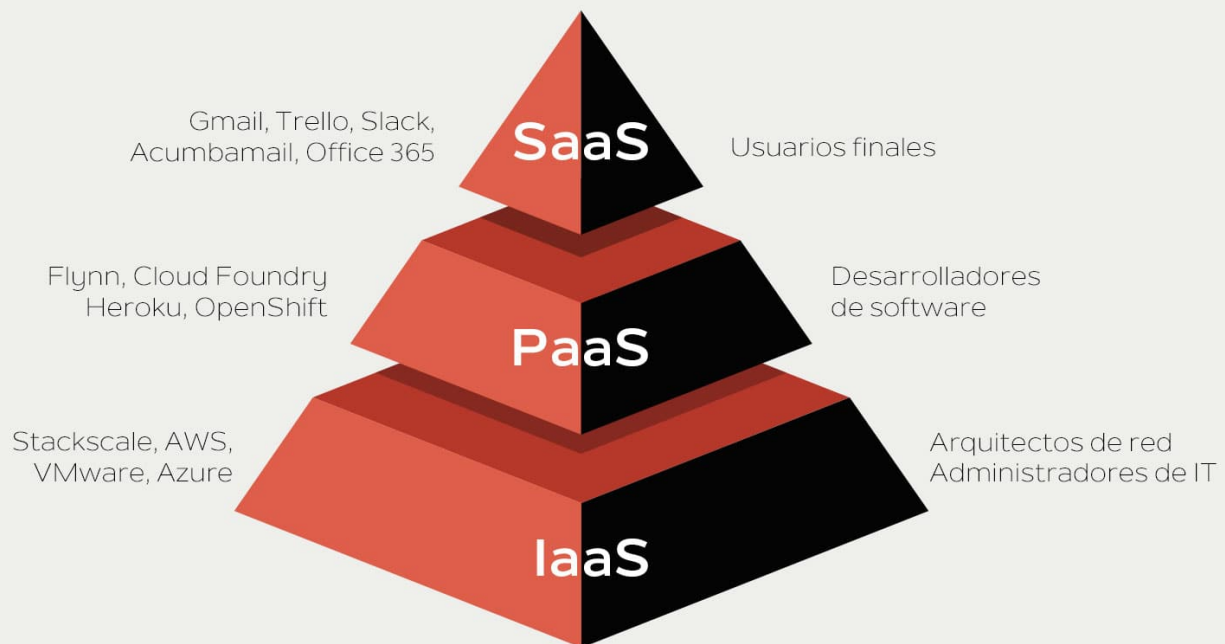 Gmail, Trello, Slack,
Acumbamail, Office 365
SaaS
Usuarios finales
Flynn, Cloud Foundry
Heroku, OpenShift
PaaS
Desarrolladores
de software
Stackscale, AWS,
VMware, Azure
IaaS
Arquitectos de red
Administradores de IT